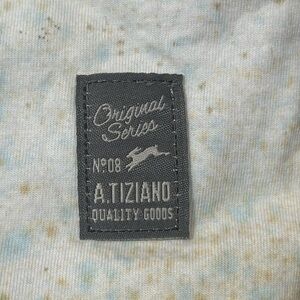 Original
Series
Nº08
A.TIZIANO
QUALITY GOODS